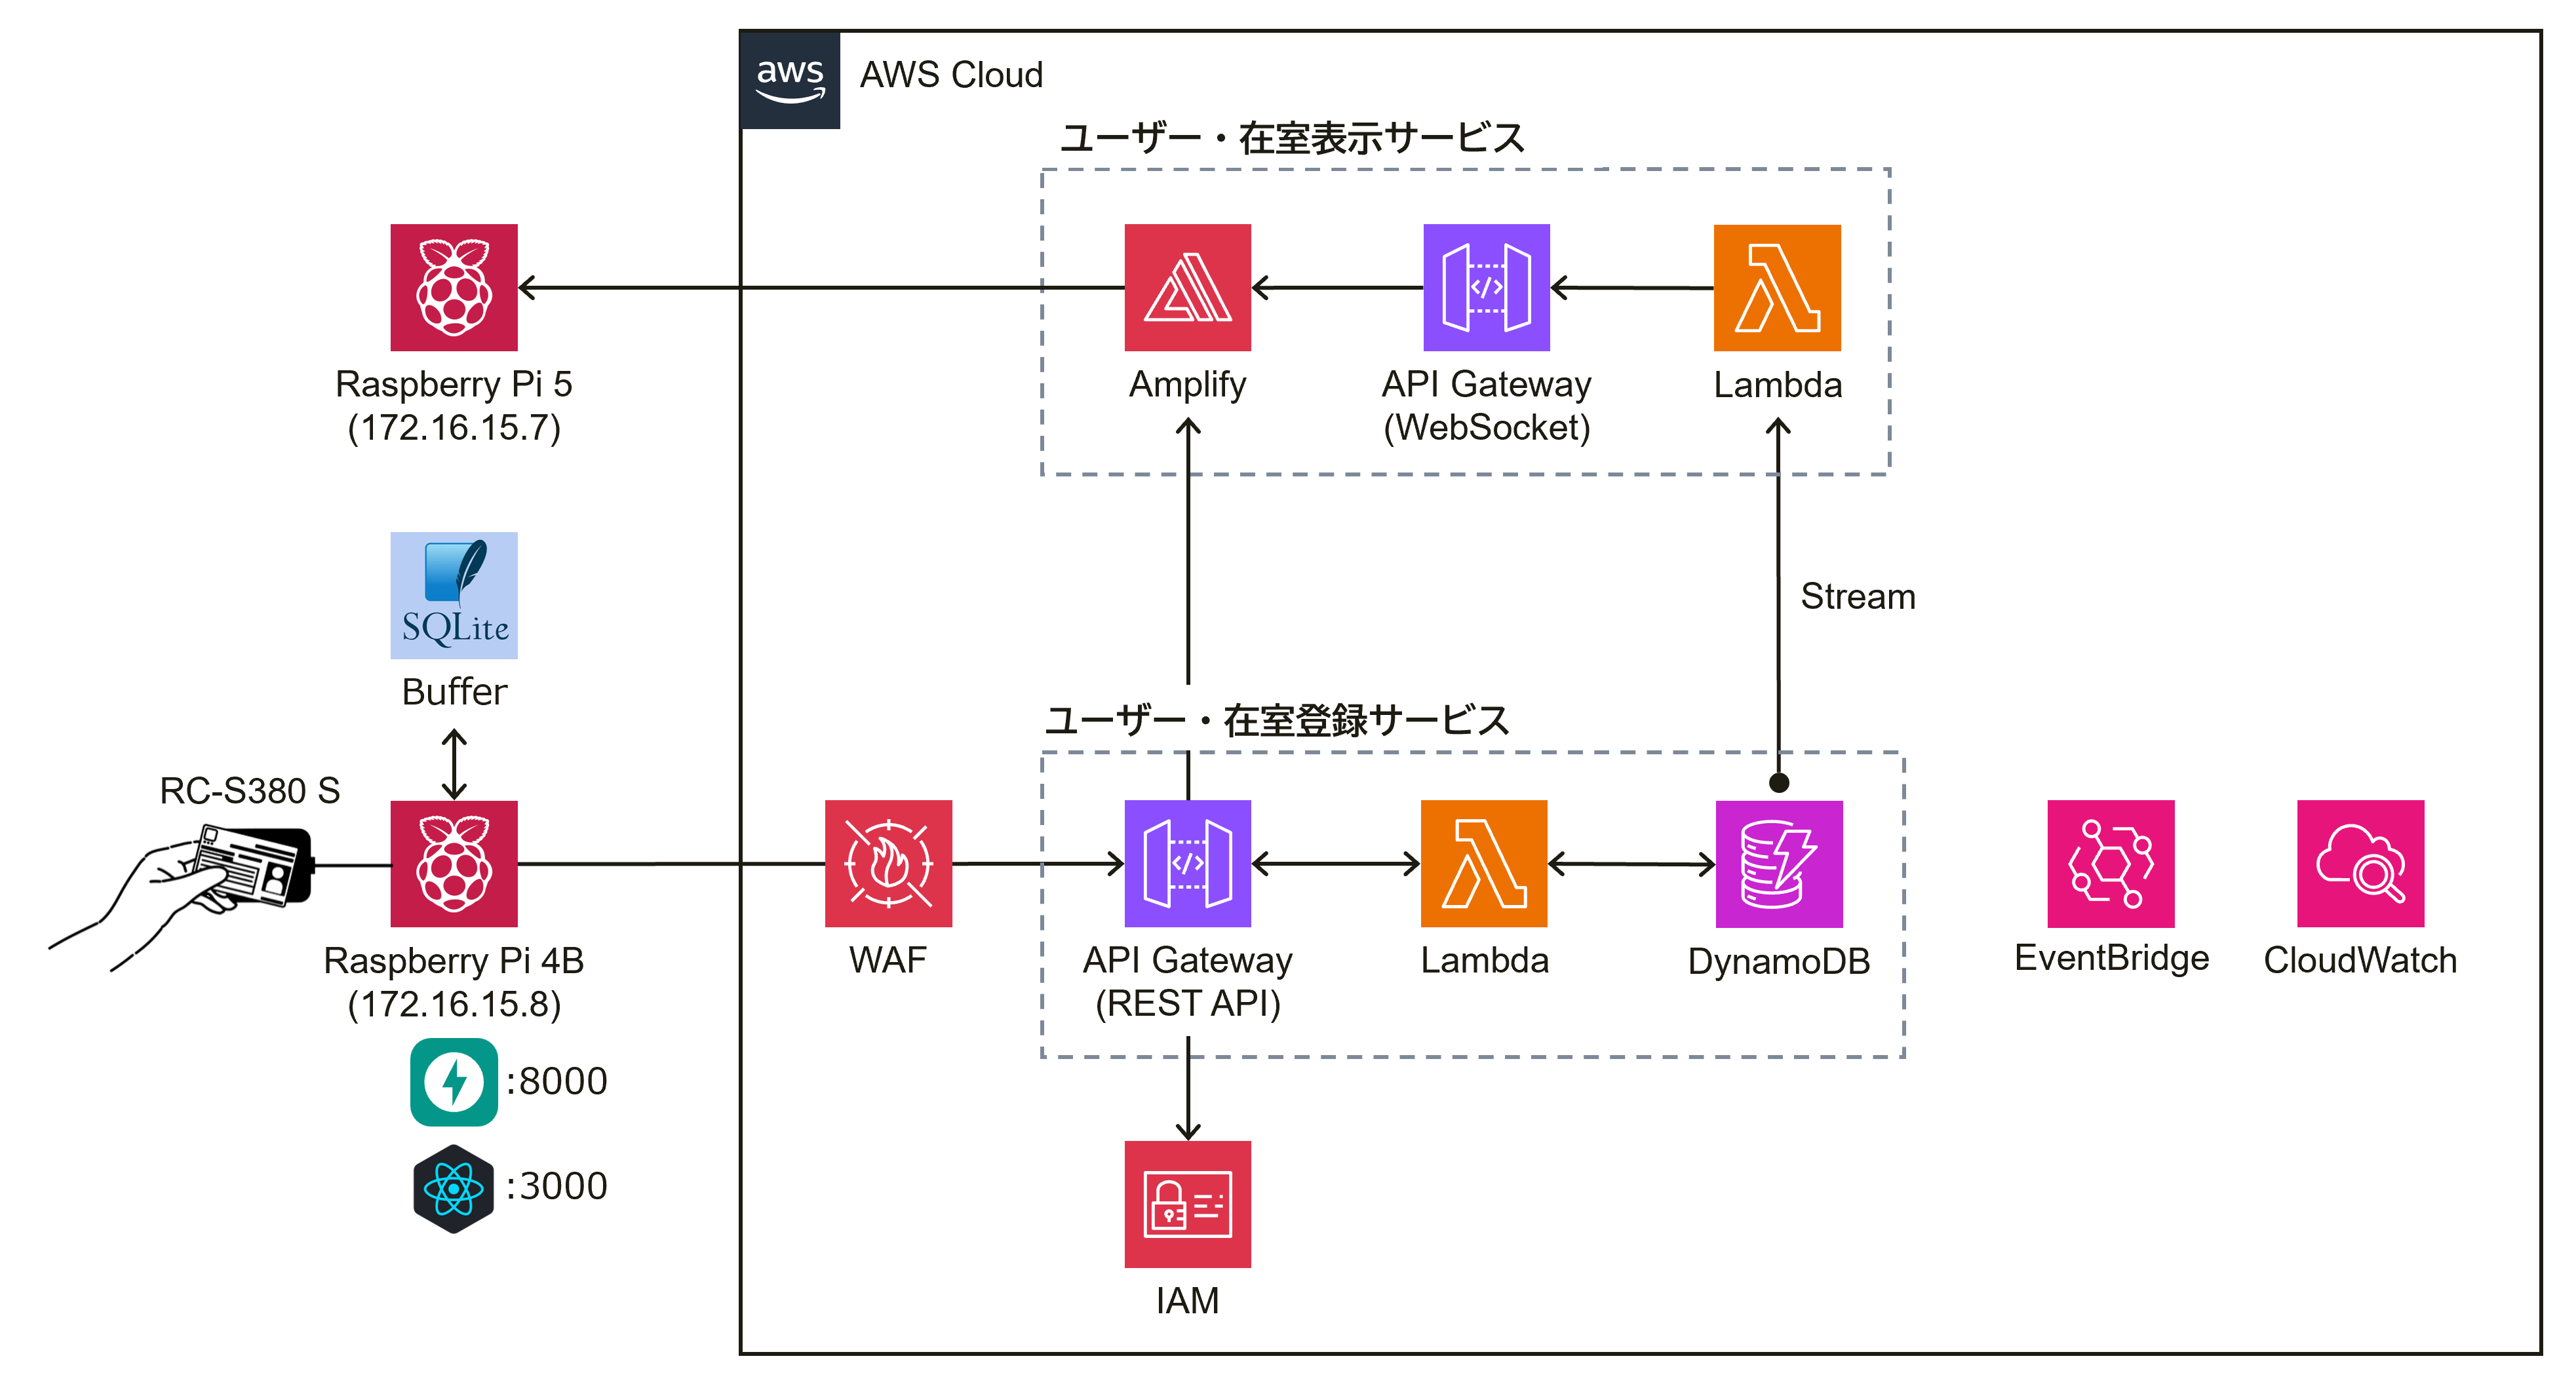 aws
AWS Cloud
ユーザー・在室表示サービス
Raspberry Pi 5
(172.16.15.7)
Amplify
API Gateway
(WebSocket)
Lambda
SQLite
Buffer
Stream
ユーザー・在室登録サービス
RC-S380 S
Raspberry Pi 4B
(172.16.15.8)
WAF
API Gateway
(REST API)
Lambda
DynamoDB
EventBridge
CloudWatch
:8000
:3000
IAM